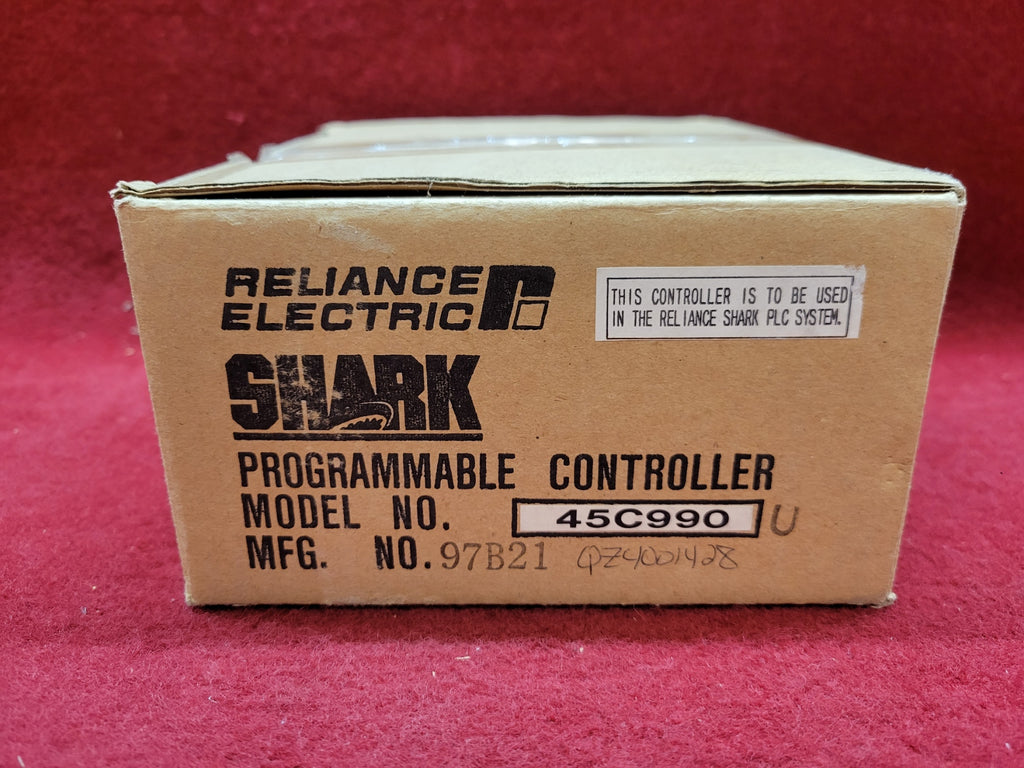 RELIANCE
ELECTRIC
THIS CONTROLLER IS TO BE USED
IN THE RELIANCE SHARK PLC SYSTEM.
SHARK
PROGRAMMABLE CONTROLLER
MODEL NO. 45C990 U
MFG. NO. 97B21 QZ4001428